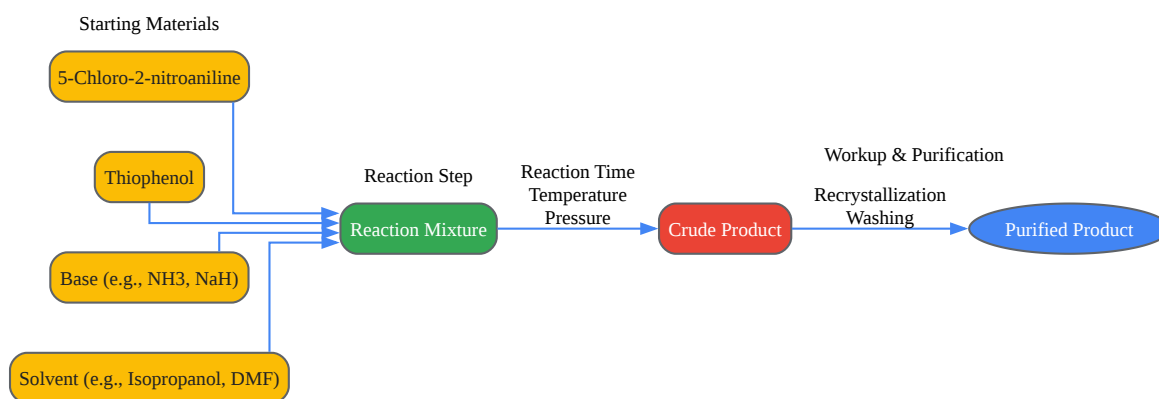 Starting Materials
5-Chloro-2-nitroaniline
Thiophenol
Base (e.g., NH3, NaH)
Solvent (e.g., Isopropanol, DMF)
Reaction Step
Reaction Mixture
Reaction Time
Temperature
Pressure
Crude Product
Workup & Purification
Recrystallization
Washing
Purified Product